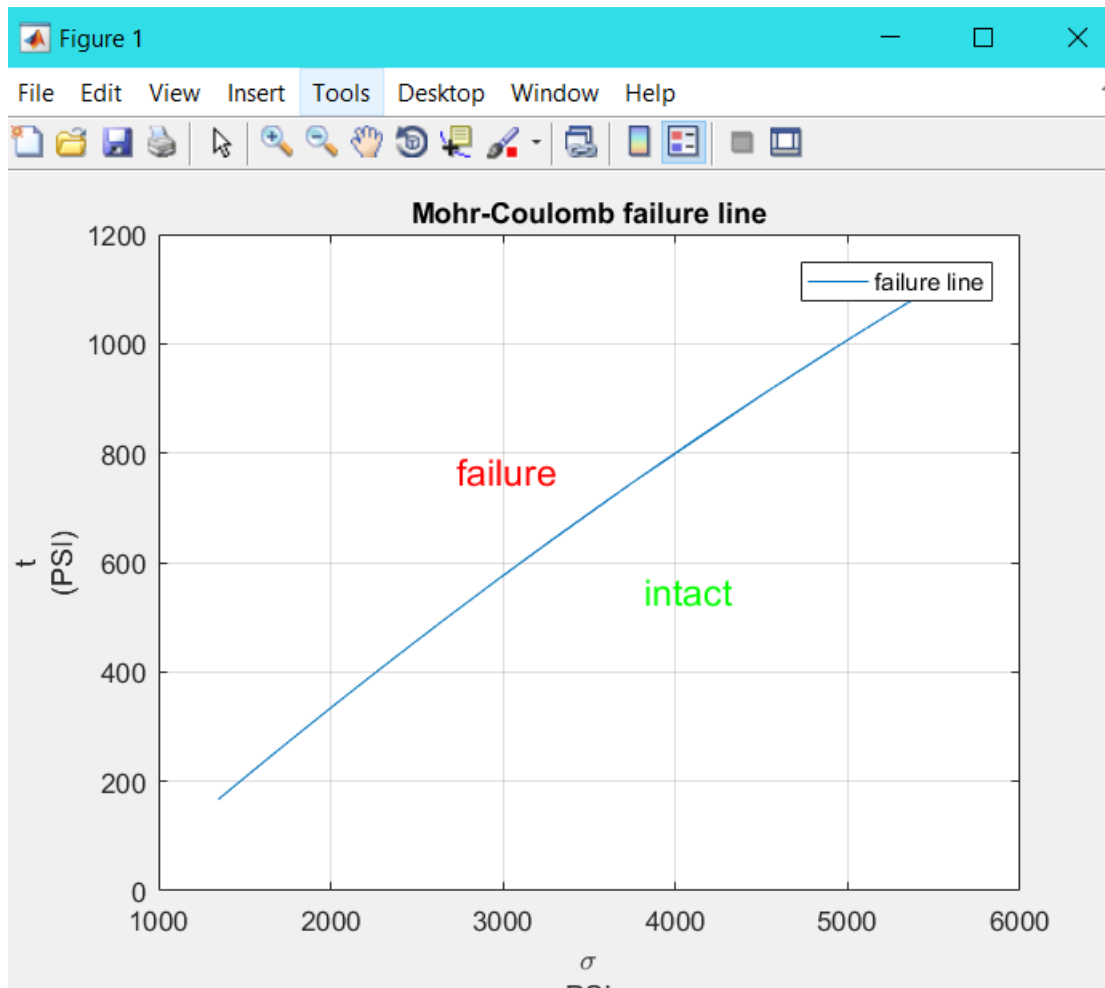 Figure 1
File Edit View Insert Tools Desktop Window Help
Mohr-Coulomb failure line
1200
failure line
1000
800
failure
t
(PSI)
600
intact
400
200
0
1000 2000 3000 4000 5000 6000
σ
PSI